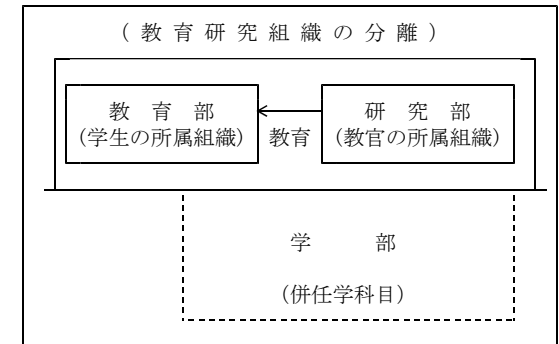 (教育研究組織の分離)
教育部 研究部
(学生の所属組織) 教育 (教官の所属組織)
学部
(併任学科目)